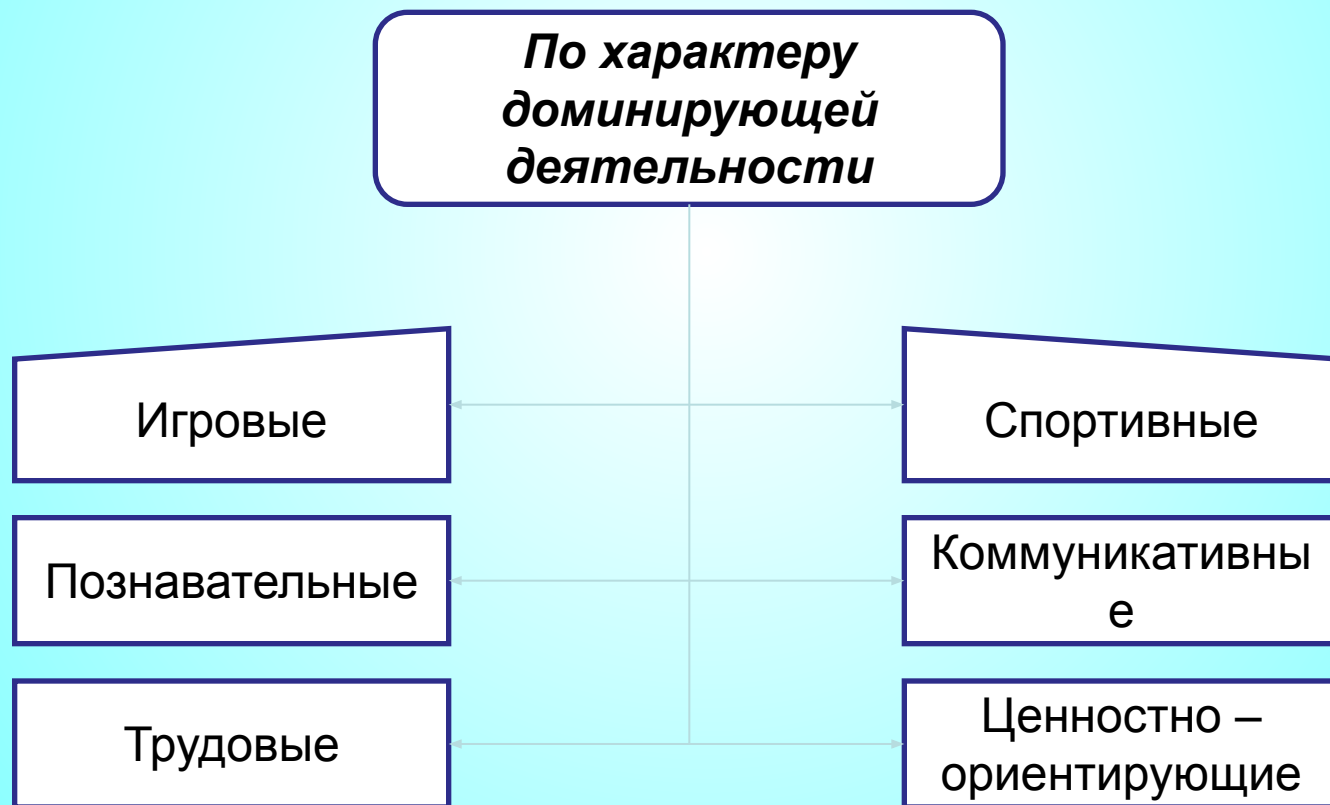 По характеру
доминирующей
деятельности
Игровые
Спортивные
Познавательные
Коммуникативны
е
Трудовые
Ценностно –
ориентирующие